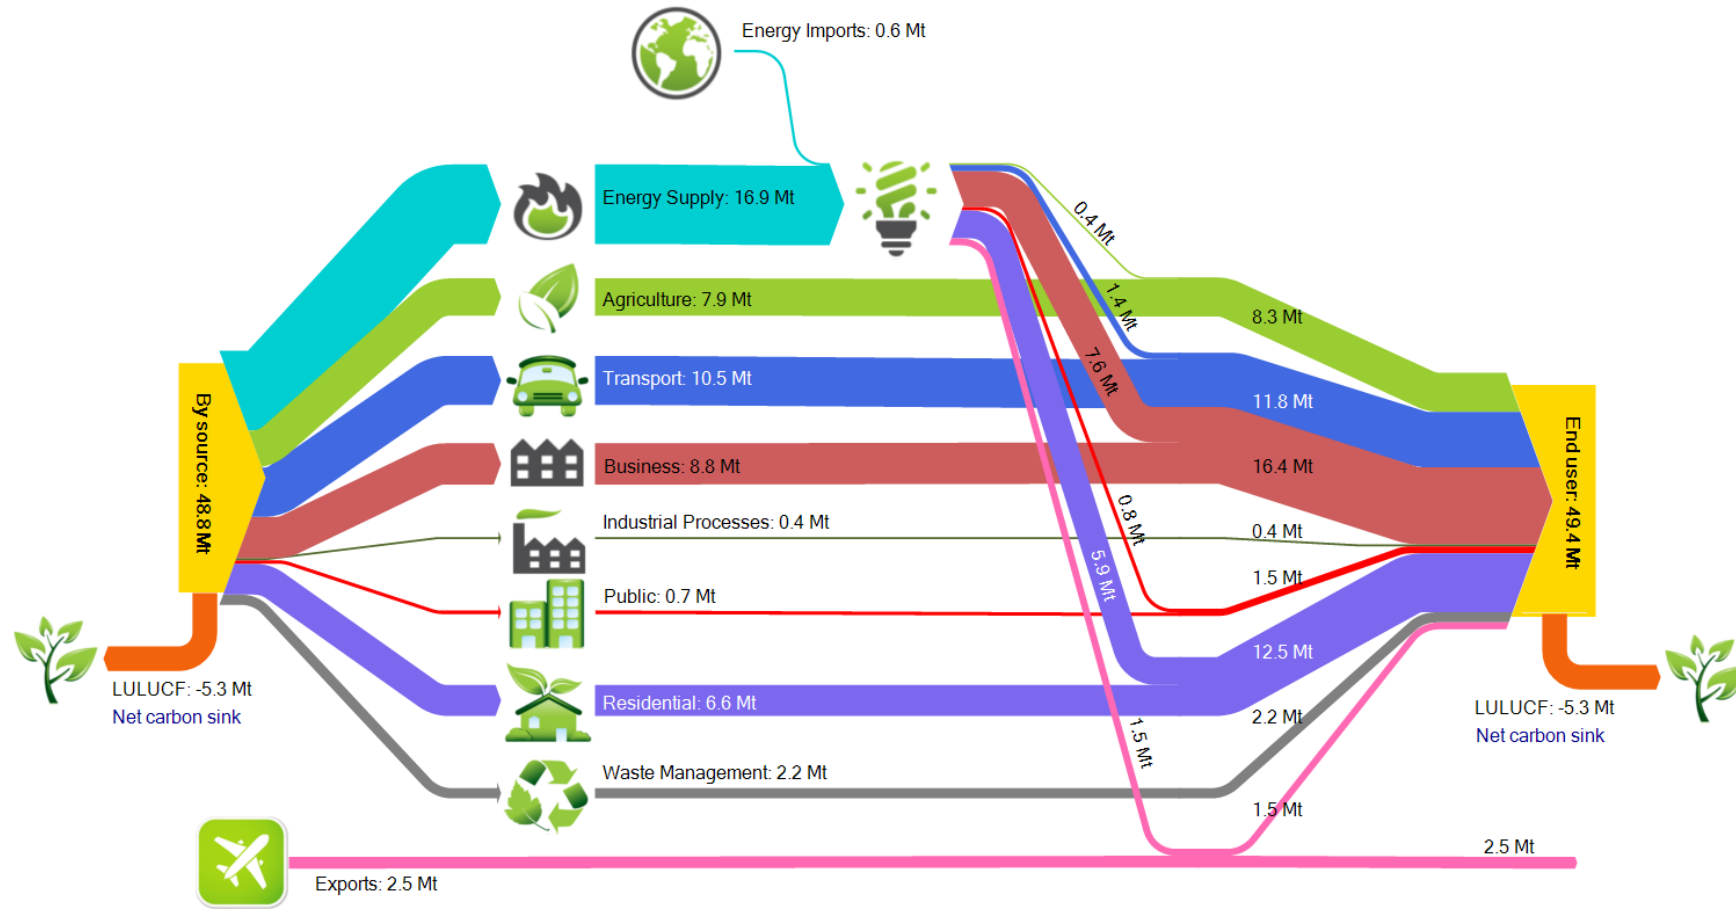 Energy Imports: 0.6 Mt
Energy Supply: 16.9 Mt
0.4 Mt
Agriculture: 7.9 Mt
1.4 Mt
8.3 Mt
7.6 Mt
Transport: 10.5 Mt
11.8 Mt
By source: 48.8 Mt
End user: 49.4 Mt
Business: 8.8 Mt
16.4 Mt
Industrial Processes: 0.4 Mt
0.8 Mt
0.4 Mt
5.9 Mt
1.5 Mt
Public: 0.7 Mt
12.5 Mt
LULUCF: -5.3 Mt
Net carbon sink
Residential: 6.6 Mt
2.2 Mt
LULUCF: -5.3 Mt
Net carbon sink
1.5 Mt
Waste Management: 2.2 Mt
1.5 Mt
2.5 Mt
Exports: 2.5 Mt